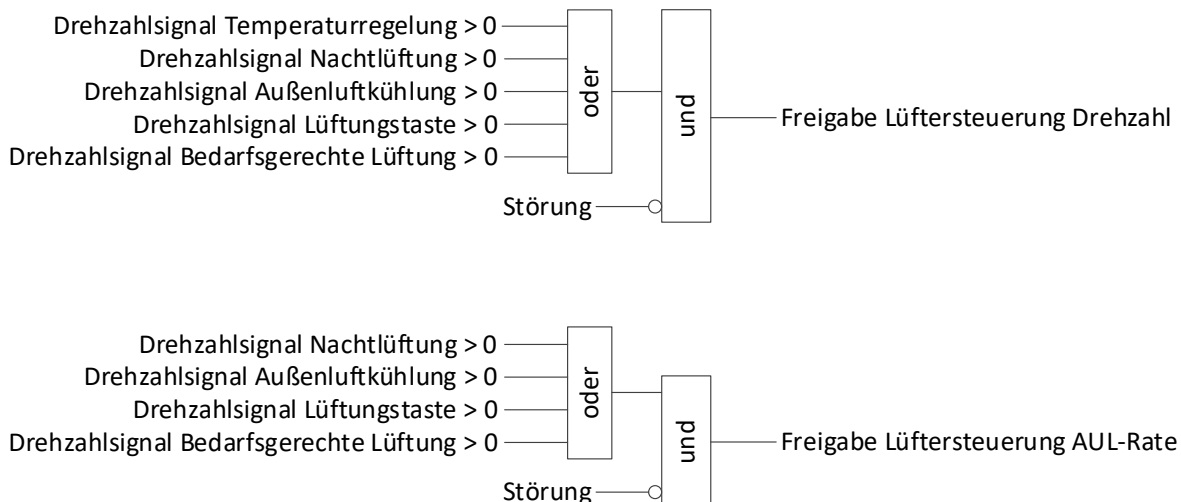 Drehzahlsignal Temperaturregelung > 0
Drehzahlsignal Nachtlüftung > 0
Drehzahlsignal Außenluftkühlung > 0
Drehzahlsignal Lüftungstaste > 0
Drehzahlsignal Bedarfsgerechte Lüftung > 0
oder
und
Freigabe Lüftersteuerung Drehzahl
Störung
Drehzahlsignal Nachtlüftung > 0
Drehzahlsignal Außenluftkühlung > 0
Drehzahlsignal Lüftungstaste > 0
Drehzahlsignal Bedarfsgerechte Lüftung > 0
oder
und
Freigabe Lüftersteuerung AUL-Rate
Störung